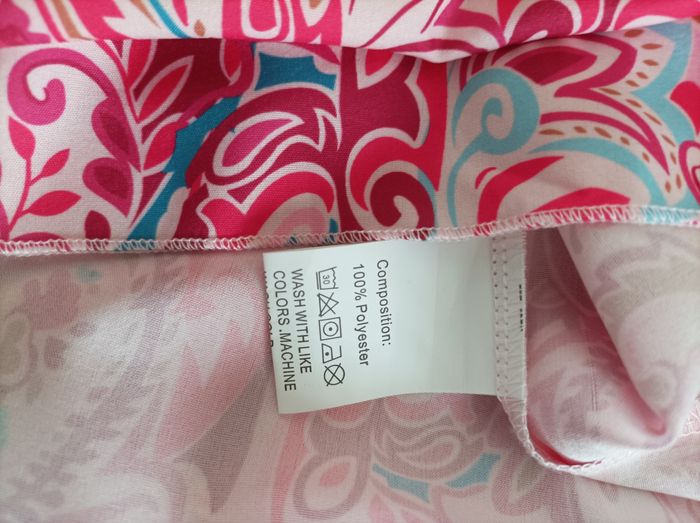 Composition:
100% Polyester
30
WASH WITH LIKE
COLORS .MACHINE